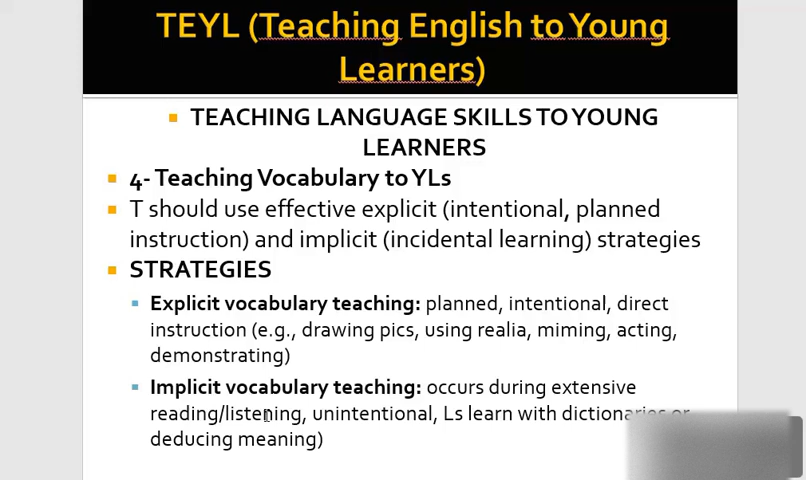 TEYL (Teaching English to Young
Learners)
TEACHING LANGUAGE SKILLS TO YOUNG
LEARNERS
4- Teaching Vocabulary to YLs
T should use effective explicit (intentional, planned
instruction) and implicit (incidental learning) strategies
STRATEGIES
Explicit vocabulary teaching: planned, intentional, direct
instruction (e.g., drawing pics, using realia, miming, acting,
demonstrating)
Implicit vocabulary teaching: occurs during extensive
reading/listening, unintentional, Ls learn with dictionaries or
deducing meaning)